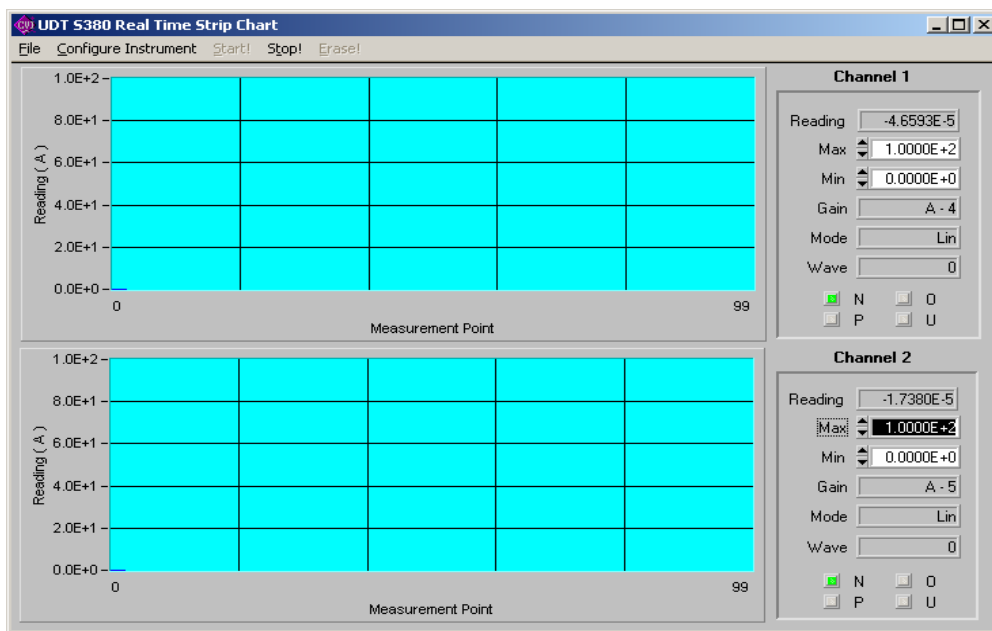 CVI UDT S380 Real Time Strip Chart
File Configure Instrument Start! Stop! Erase!
1.0E+2
8.0E+1
6.0E+1
4.0E+1
2.0E+1
0.0E+0
Reading ( A )
0 99
Measurement Point
Channel 1
Reading -4.6593E-5
Max 1.0000E+2
Min 0.0000E+0
Gain A - 4
Mode Lin
Wave 0
N O
P U
1.0E+2
8.0E+1
6.0E+1
4.0E+1
2.0E+1
0.0E+0
Reading ( A )
0 99
Measurement Point
Channel 2
Reading -1.7380E-5
Max 1.0000E+2
Min 0.0000E+0
Gain A - 5
Mode Lin
Wave 0
N O
P U